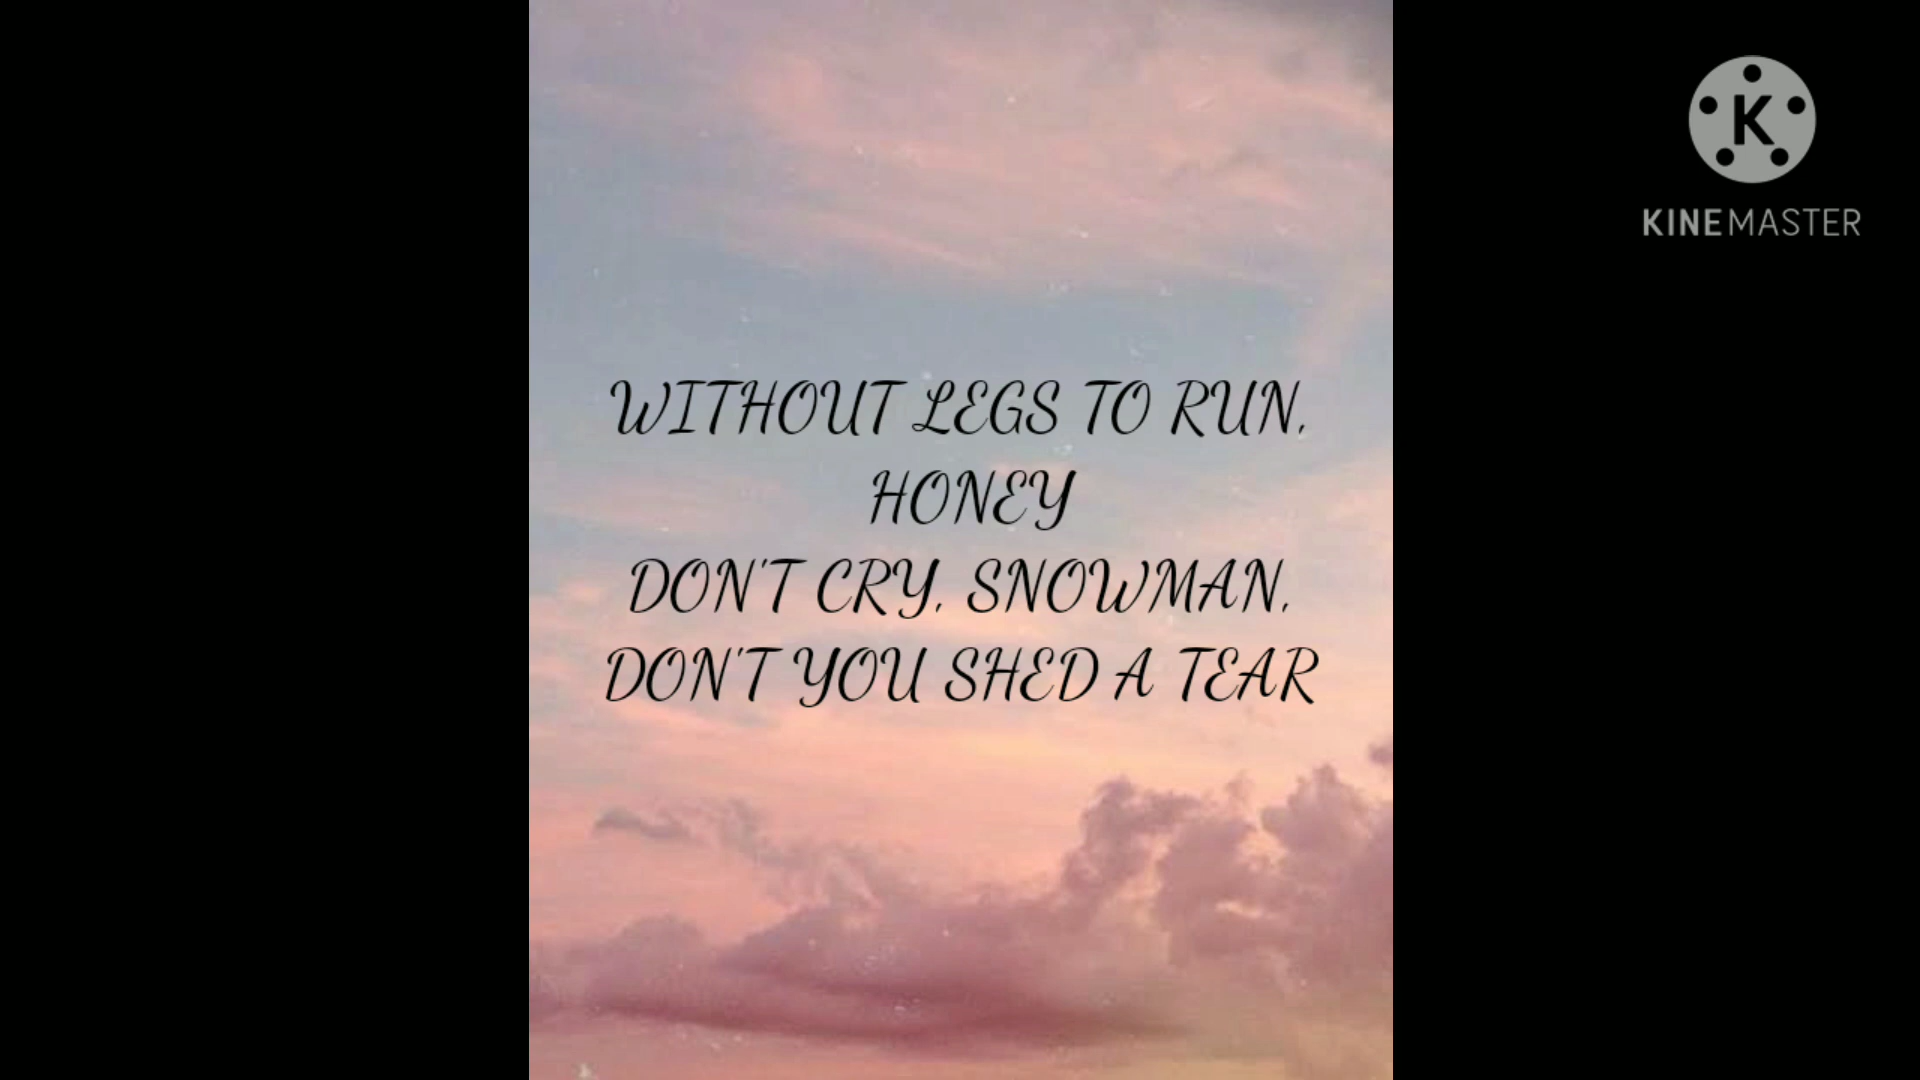 WITHOUT LEGS TO RUN,
HONEY
DON'T CRY, SNOWMAN,
DON'T YOU SHED A TEAR
K
KINEMASTER